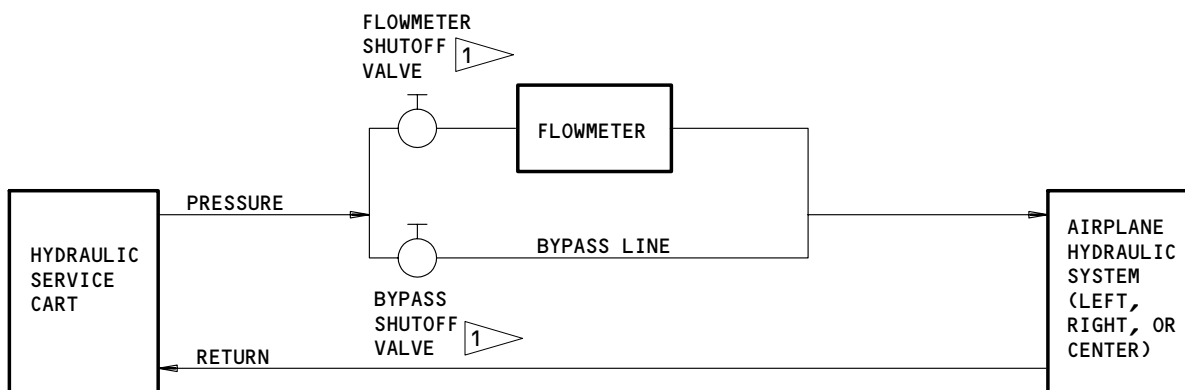 FLOWMETER
SHUTOFF
VALVE
1
FLOWMETER
PRESSURE
HYDRAULIC
SERVICE
CART
BYPASS LINE
AIRPLANE
HYDRAULIC
SYSTEM
(LEFT,
RIGHT, OR
CENTER)
BYPASS
SHUTOFF
VALVE
1
RETURN